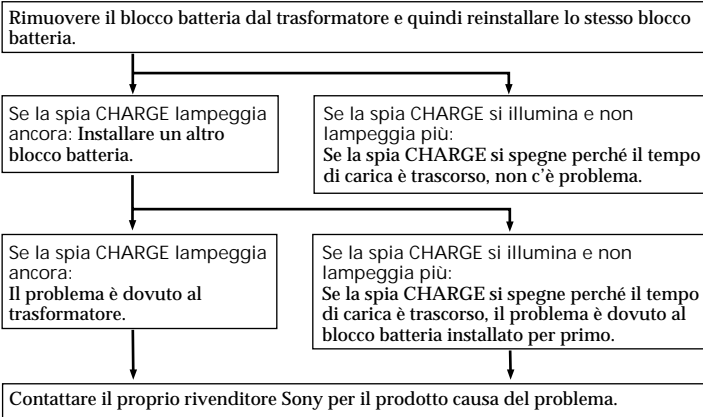 Rimuovere il blocco batteria dal trasformatore e quindi reinstallare lo stesso blocco
batteria.
Se la spia CHARGE lampeggia
ancora: Installare un altro
blocco batteria.
Se la spia CHARGE si illumina e non
lampeggia più:
Se la spia CHARGE si spegne perché il tempo
di carica è trascorso, non c'è problema.
Se la spia CHARGE lampeggia
ancora:
Il problema è dovuto al
trasformatore.
Se la spia CHARGE si illumina e non
lampeggia più:
Se la spia CHARGE si spegne perché il tempo
di carica è trascorso, il problema è dovuto al
blocco batteria installato per primo.
Contattare il proprio rivenditore Sony per il prodotto causa del problema.